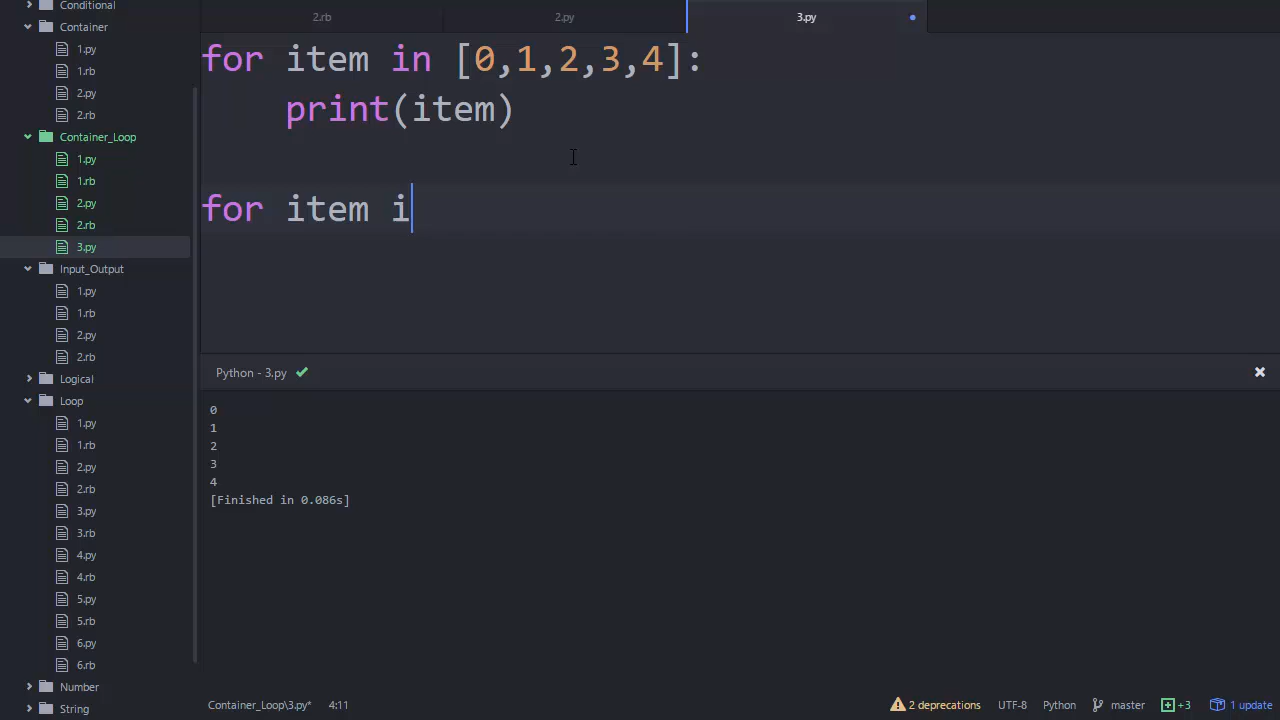 Conditional
Container
1.py
1.rb
2.py
2.rb
Container_Loop
1.py
1.rb
2.py
2.rb
3.py
Input_Output
1.py
1.rb
2.py
2.rb
Logical
Loop
1.py
1.rb
2.py
2.rb
3.py
3.rb
4.py
4.rb
5.py
5.rb
6.py
6.rb
Number
String
2.rb 2.py 3.py
for item in [0,1,2,3,4]:
print(item)
for item i
Python - 3.py
0
1
2
3
4
[Finished in 0.086s]
Container_Loop\3.py* 4:11 2 deprecations UTF-8 Python master +3 1 update